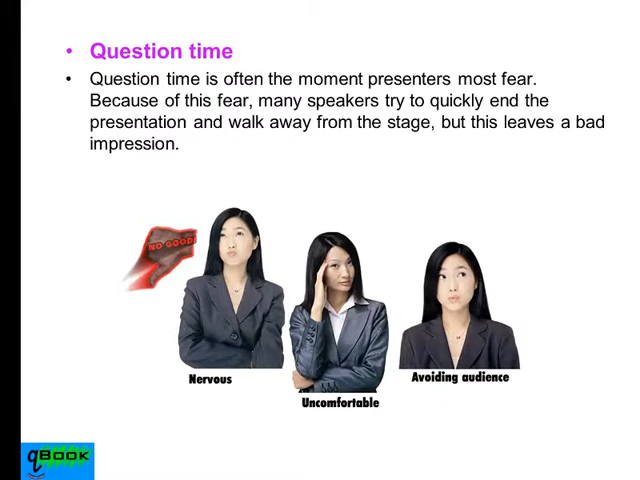 Question time
Question time is often the moment presenters most fear.
Because of this fear, many speakers try to quickly end the
presentation and walk away from the stage, but this leaves a bad
impression.
NO GOOD
Nervous
Uncomfortable
Avoiding audience
qBOOK